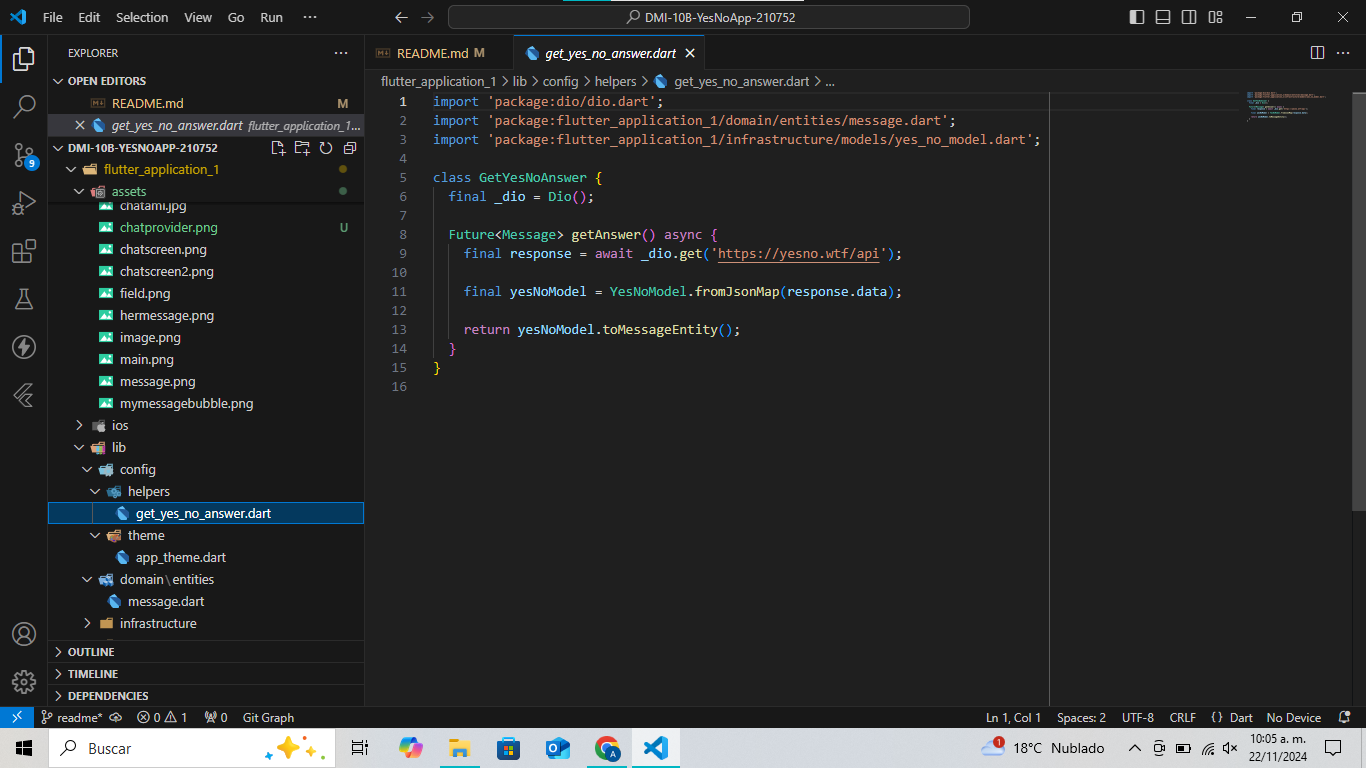 File Edit Selection View Go Run ···
DMI-10B-YesNoApp-210752
EXPLORER
OPEN EDITORS
README.md M
get_yes_no_answer.dart flutter_application_1...
DMI-10B-YESNOAPP-210752
flutter_application_1
assets
chatami.jpg
chatprovider.png U
chatscreen.png
chatscreen2.png
field.png
hermessage.png
image.png
main.png
message.png
mymessagebubble.png
ios
lib
config
helpers
get_yes_no_answer.dart
theme
app_theme.dart
domain\entities
message.dart
infrastructure
OUTLINE
TIMELINE
DEPENDENCIES
9
README.md M
get_yes_no_answer.dart
flutter_application_1 > lib > config > helpers > get_yes_no_answer.dart > ...
1 import 'package:dio/dio.dart';
2 import 'package:flutter_application_1/domain/entities/message.dart';
3 import 'package:flutter_application_1/infrastructure/models/yes_no_model.dart';
4
5 class GetYesNoAnswer {
6 final _dio = Dio();
7
8 Future<Message> getAnswer() async {
9 final response = await _dio.get('https://yesno.wtf/api');
10
11 final yesNoModel = YesNoModel.fromJsonMap(response.data);
12
13 return yesNoModel.toMessageEntity();
14 }
15 }
16
readme* 0 1 0 Git Graph
Ln 1, Col 1 Spaces: 2 UTF-8 CRLF {} Dart No Device
Buscar
1 18°C Nublado
10:05 a. m.
22/11/2024